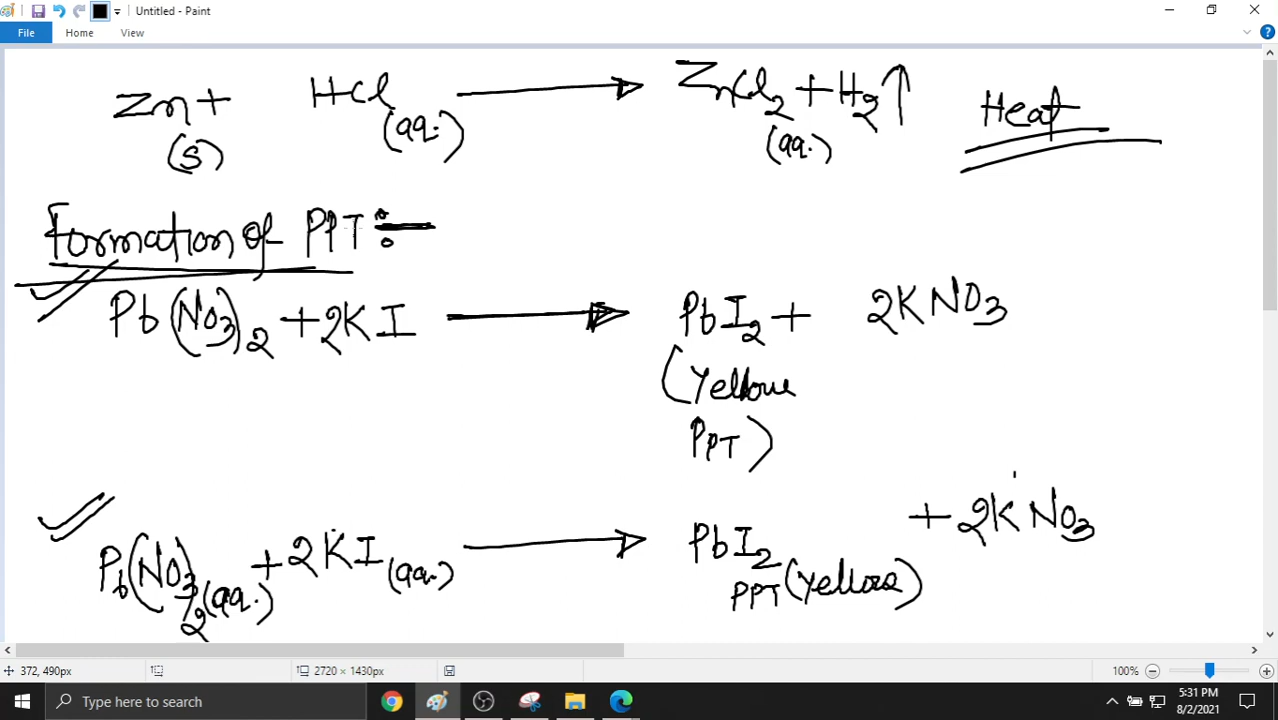 Untitled - Paint
File Home View
Zn + HCl ⟶ ZnCl₂ + H₂ ↑ Heat
(s) (aq.) (aq.)
Formation of PPT :-
Pb(NO₃)₂ + 2KI ⟶ PbI₂ + 2KNO₃
(Yellow
PPT)
Pb(NO₃)₂(aq.) + 2KI(aq.) ⟶ PbI₂ + 2KNO₃
PPT (Yellow)
372, 490px 2720 × 1430px 100%
Type here to search
5:31 PM
8/2/2021